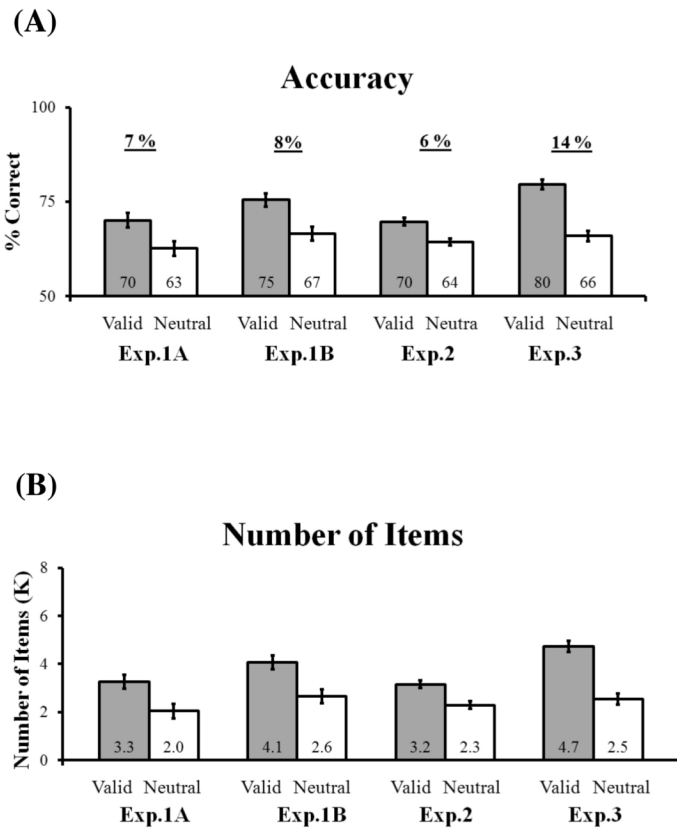 (A)
Accuracy
100
7 % 8% 6 % 14 %
% Correct
75
70 63 75 67 70 64 80 66
50
Valid Neutral Valid Neutral Valid Neutra Valid Neutral
Exp.1A Exp.1B Exp.2 Exp.3
(B)
Number of Items
8
Number of Items (K)
6
4
2
3.3 2.0 4.1 2.6 3.2 2.3 4.7 2.5
0
Valid Neutral Valid Neutral Valid Neutral Valid Neutral
Exp.1A Exp.1B Exp.2 Exp.3